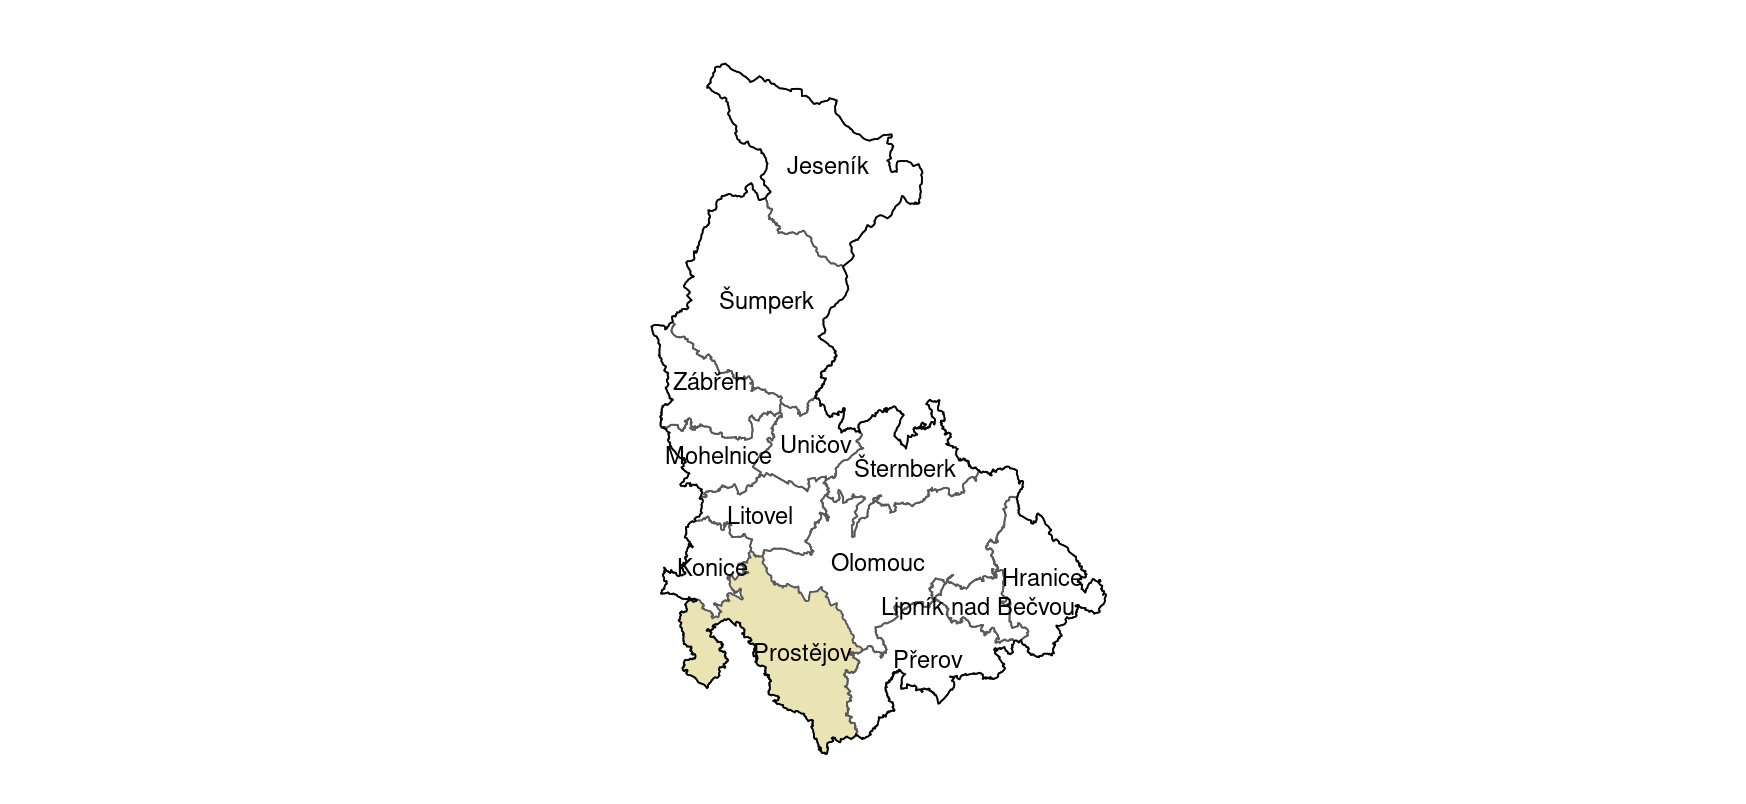 Jeseník
Šumperk
Zábřeh
Uničov
Mohelnice
Šternberk
Litovel
Olomouc
Konice
Hranice
Lipník nad Bečvou
Prostějov
Přerov